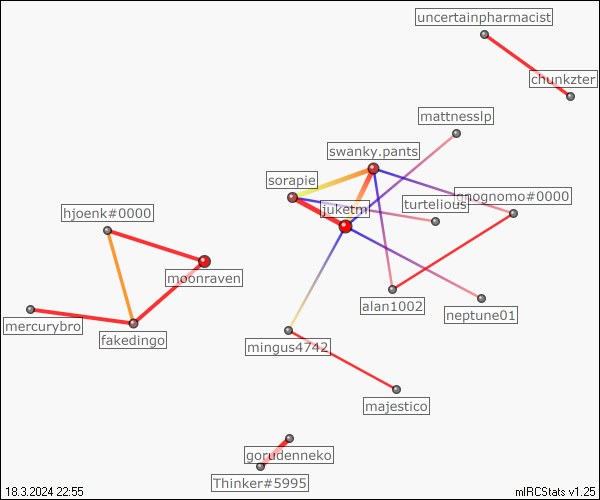 uncertainpharmacist
chunkzter
mattnesslp
swanky.pants
sorapie
gnognomo#0000
turtelious
juketm
hjoenk#0000
moonraven
alan1002
neptune01
mercurybro
fakedingo
mingus4742
majestico
gorudenneko
Thinker#5995
18.3.2024 22:55
mIRCStats v1.25